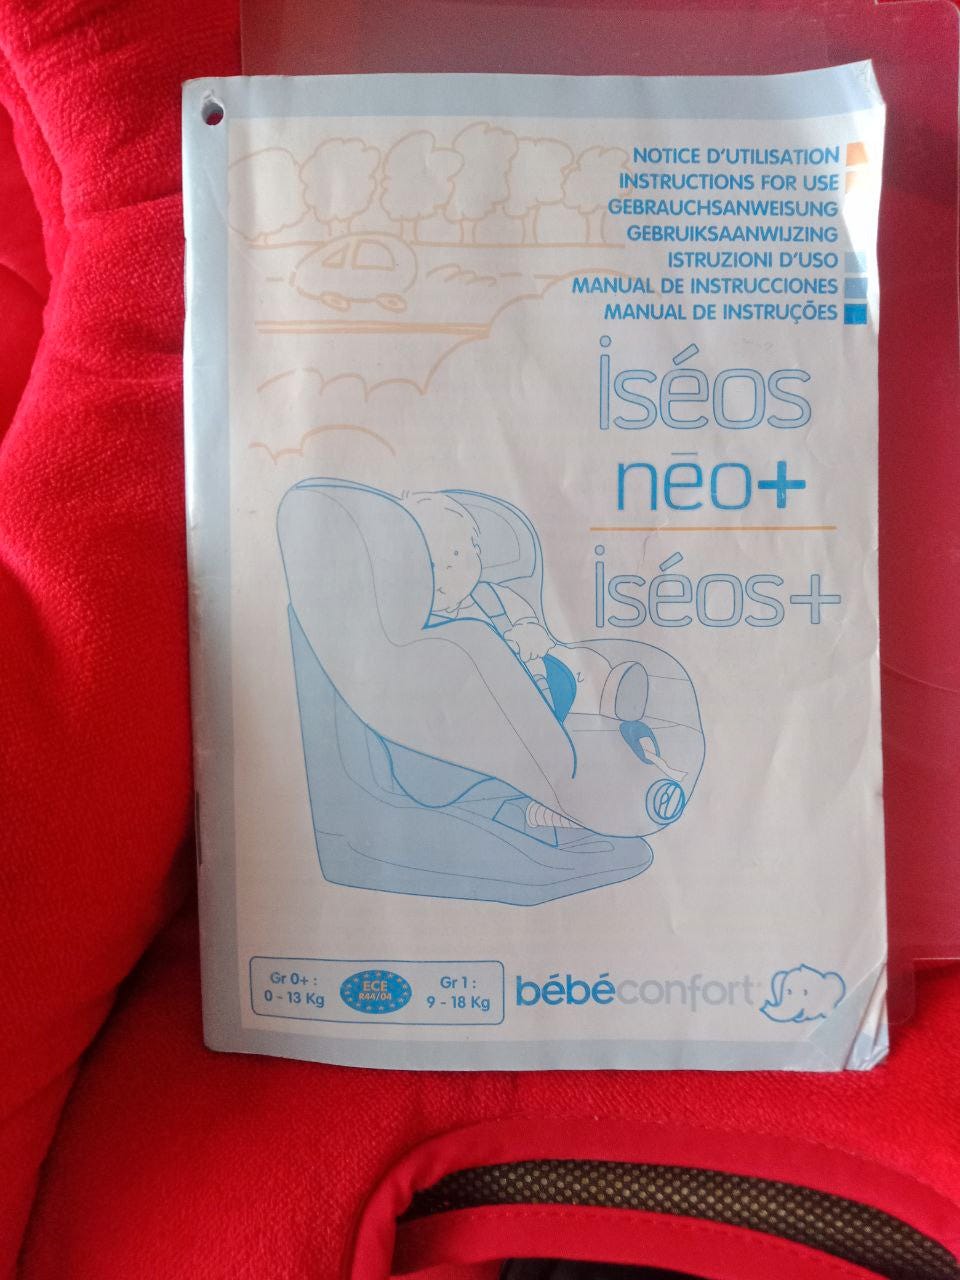 NOTICE D'UTILISATION
INSTRUCTIONS FOR USE
GEBRAUCHSANWEISUNG
GEBRUIKSAANWIJZING
ISTRUZIONI D'USO
MANUAL DE INSTRUCCIONES
MANUAL DE INSTRUÇÕES
iséos
nēo+
iséos+
Gr 0+ :
0 - 13 Kg
ECE
R44/04
Gr 1 :
9 - 18 Kg
bébéconfort